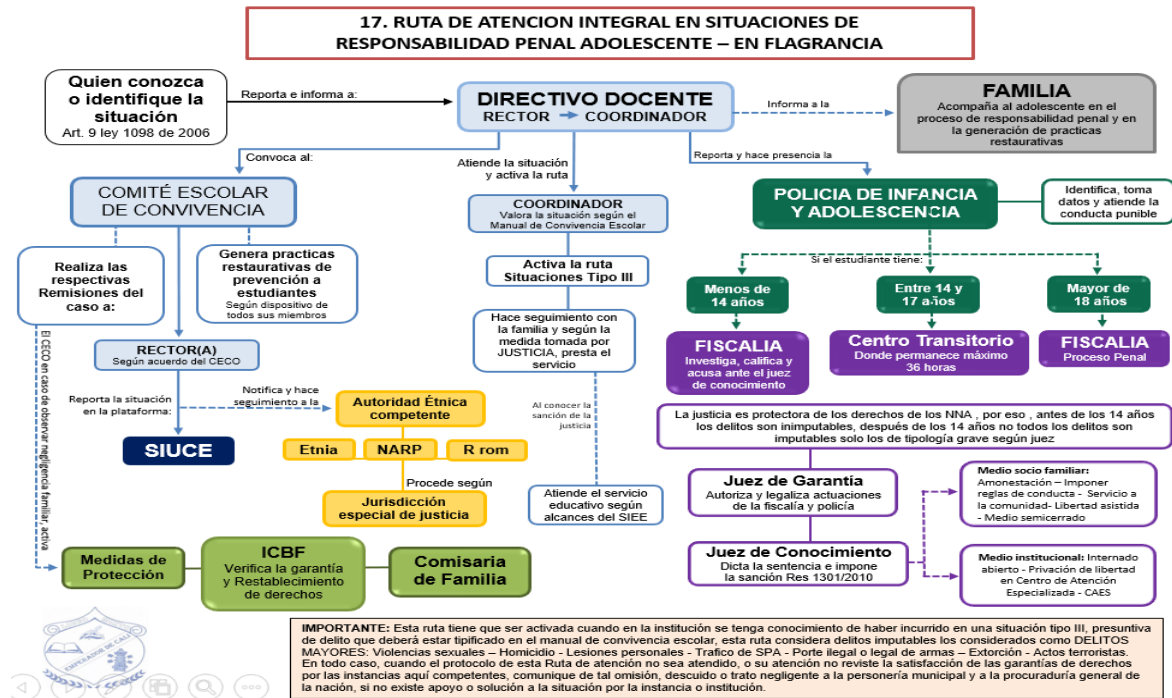 17. RUTA DE ATENCION INTEGRAL EN SITUACIONES DE
RESPONSABILIDAD PENAL ADOLESCENTE – EN FLAGRANCIA
Quien conozca
o identifique la
situación
Art. 9 ley 1098 de 2006
Reporta e informa a:
DIRECTIVO DOCENTE
RECTOR → COORDINADOR
Informa a la
FAMILIA
Acompaña al adolescente en el
proceso de responsabilidad penal y en
la generación de practicas
restaurativas
Convoca al:
Atiende la situación
y activa la ruta
Reporta y hace presencia la
COMITÉ ESCOLAR
DE CONVIVENCIA
COORDINADOR
Valora la situación según el
Manual de Convivencia Escolar
POLICIA DE INFANCIA
Y ADOLESCENCIA
Identifica, toma
datos y atiende la
conducta punible
Realiza las
respectivas
Remisiones del
caso a:
Genera practicas
restaurativas de
prevención a
estudiantes
Según dispositivo de
todos sus miembros
Activa la ruta
Situaciones Tipo III
Si el estudiante tiene:
Menos de
14 años
Entre 14 y
17 años
Mayor de
18 años
El CECO en caso de observar negligencia familiar, activa
RECTOR(A)
Según acuerdo del CECO
Hace seguimiento con
la familia y según la
medida tomada por
JUSTICIA, presta el
servicio
FISCALIA
Investiga, califica y
acusa ante el juez
de conocimiento
Centro Transitorio
Donde permanece máximo
36 horas
FISCALIA
Proceso Penal
Reporta la situación
en la plataforma:
Notifica y hace
seguimiento a la
Autoridad Étnica
competente
Al conocer la
sanción de la
justicia
SIUCE
Etnia
NARP
R rom
Procede según
Jurisdicción
especial de justicia
Atiende el servicio
educativo según
alcances del SIEE
La justicia es protectora de los derechos de los NNA , por eso , antes de los 14 años
los delitos son inimputables, después de los 14 años no todos los delitos son
imputables solo los de tipología grave según juez
Juez de Garantía
Autoriza y legaliza actuaciones
de la fiscalía y policía
Medio socio familiar:
Amonestación – Imponer
reglas de conducta - Servicio a
la comunidad- Libertad asistida
- Medio semicerrado
Juez de Conocimiento
Dicta la sentencia e impone
la sanción Res 1301/2010
Medio institucional: Internado
abierto - Privación de libertad
en Centro de Atención
Especializada - CAES
Medidas de
Protección
ICBF
Verifica la garantía
y Restablecimiento
de derechos
Comisaria
de Familia
EMPERADOR DE CALI
IMPORTANTE: Esta ruta tiene que ser activada cuando en la institución se tenga conocimiento de haber incurrido en una situación tipo III, presuntiva
de delito que deberá estar tipificado en el manual de convivencia escolar, esta ruta considera delitos imputables los considerados como DELITOS
MAYORES: Violencias sexuales – Homicidio - Lesiones personales - Trafico de SPA - Porte ilegal o legal de armas – Extorción - Actos terroristas.
En todo caso, cuando el protocolo de esta Ruta de atención no sea atendido, o su atención no reviste la satisfacción de las garantías de derechos
por las instancias aquí competentes, comunique de tal omisión, descuido o trato negligente a la personería municipal y a la procuraduría general de
la nación, si no existe apoyo o solución a la situación por la instancia o institución.